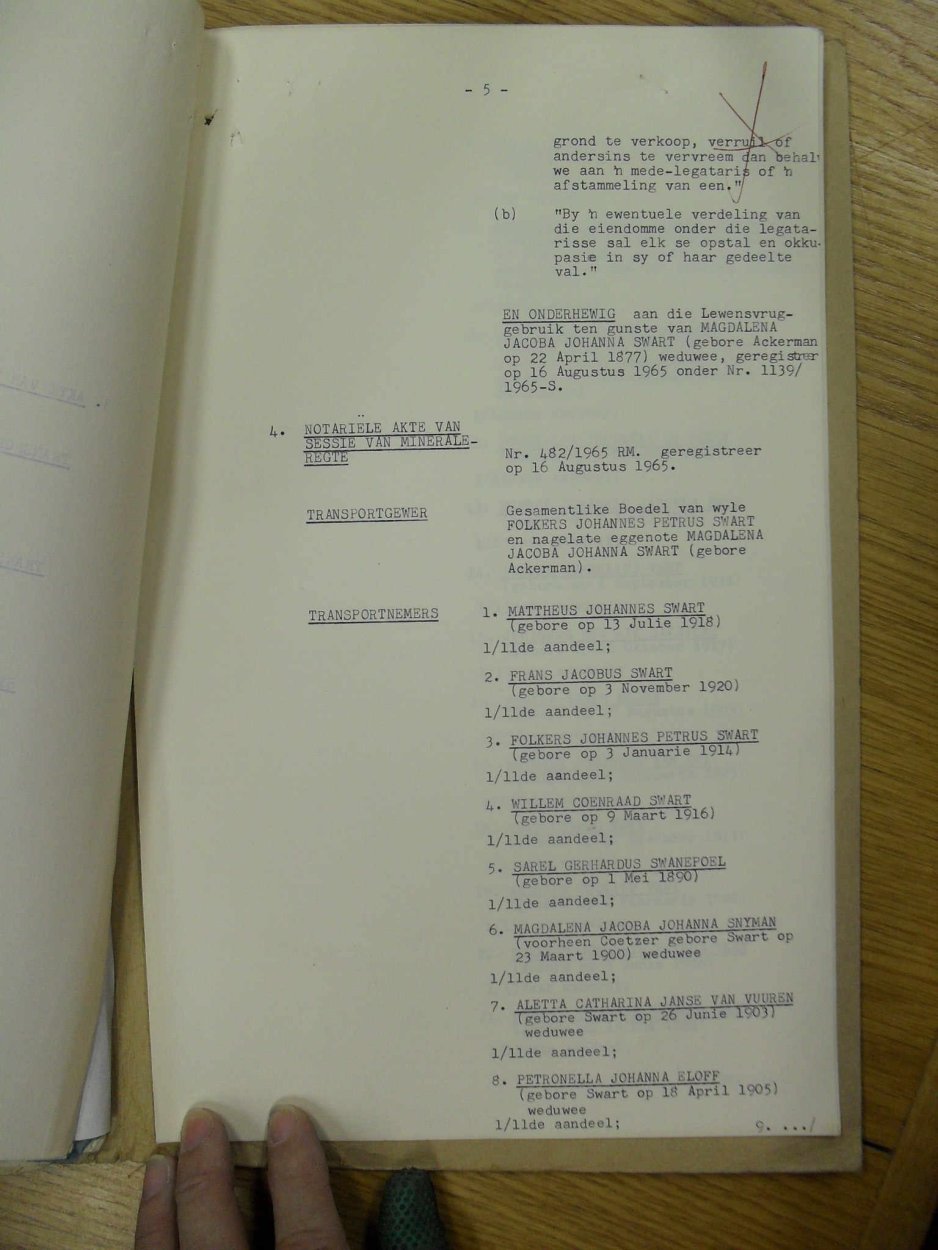 - 5 -
grond te verkoop, verruil of
andersins te vervreem dan behal
we aan 'n mede-legataris of 'n
afstammeling van een."
(b) "By 'n ewentuele verdeling van
die eiendomme onder die legata-
risse sal elk se opstal en okku-
pasie in sy of haar gedeelte
val."
EN ONDERHEWIG aan die Lewensvrug-
gebruik ten gunste van MAGDALENA
JACOBA JOHANNA SWART (gebore Ackerman
op 22 April 1877) weduwee, geregistreer
op 16 Augustus 1965 onder Nr. 1139/
1965-S.
4. NOTARIËLE AKTE VAN
SESSIE VAN MINERALE-
REGTE
Nr. 482/1965 RM. geregistreer
op 16 Augustus 1965.
TRANSPORTGEWER
Gesamentlike Boedel van wyle
FOLKERS JOHANNES PETRUS SWART
en nagelate eggenote MAGDALENA
JACOBA JOHANNA SWART (gebore
Ackerman).
TRANSPORTNEMERS
1. MATTHEUS JOHANNES SWART
(gebore op 13 Julie 1918)
1/11de aandeel;
2. FRANS JACOBUS SWART
(gebore op 3 November 1920)
1/11de aandeel;
3. FOLKERS JOHANNES PETRUS SWART
(gebore op 3 Januarie 1914)
1/11de aandeel;
4. WILLEM COENRAAD SWART
(gebore op 9 Maart 1916)
1/11de aandeel;
5. SAREL GERHARDUS SWANEPOEL
(gebore op 1 Mei 1890)
1/11de aandeel;
6. MAGDALENA JACOBA JOHANNA SNYMAN
(voorheen Coetzer gebore Swart op
23 Maart 1900) weduwee
1/11de aandeel;
7. ALETTA CATHARINA JANSE VAN VUUREN
(gebore Swart op 26 Junie 1903)
weduwee
1/11de aandeel;
8. PETRONELLA JOHANNA ELOFF
(gebore Swart op 18 April 1905)
weduwee
1/11de aandeel;
9. .../